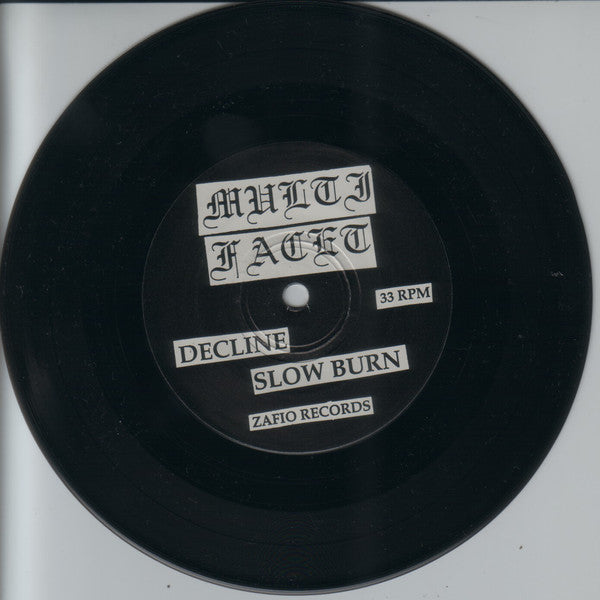 MULTI
FACET
33 RPM
DECLINE
SLOW BURN
ZAFIO RECORDS